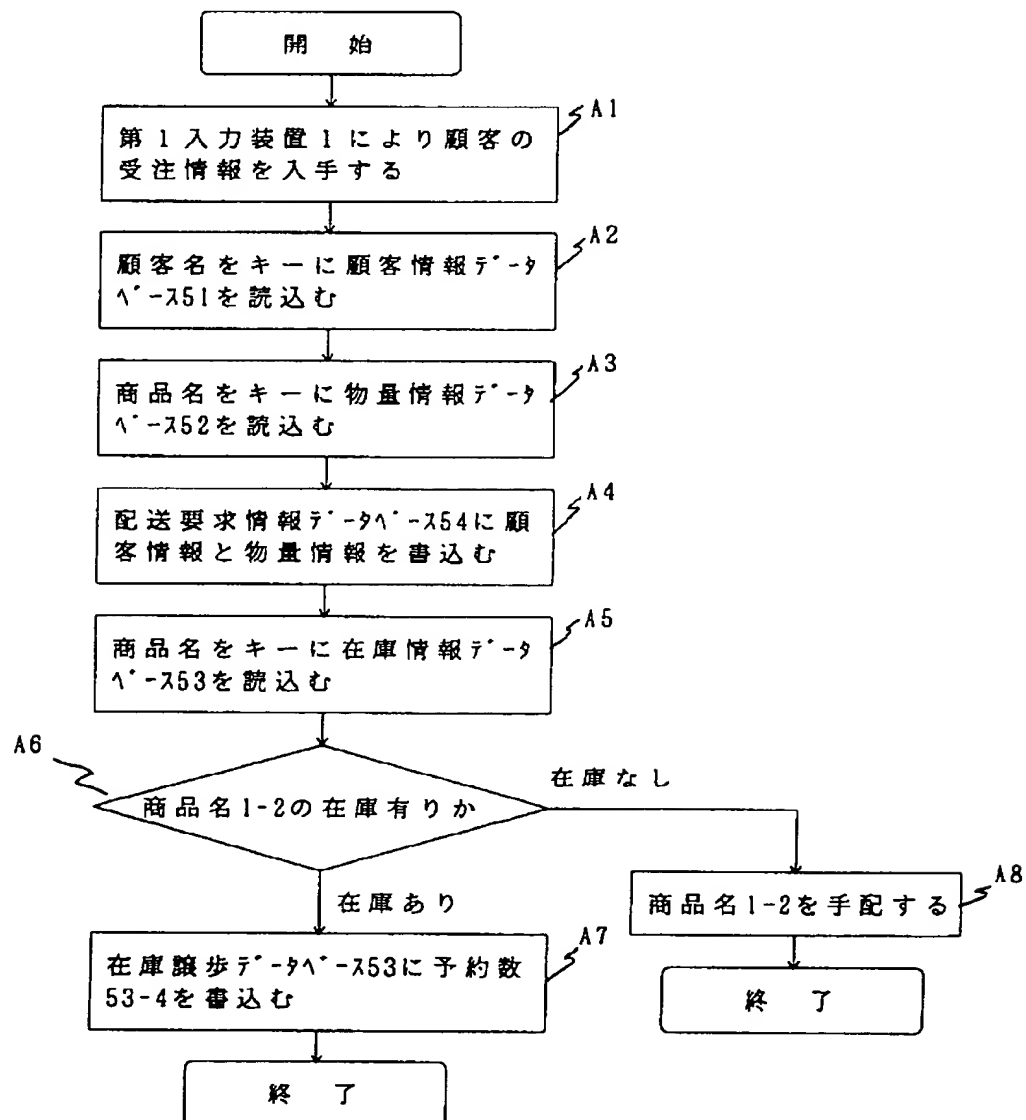 開始
A1
第1入力装置1により顧客の
受注情報を入手する
A2
顧客名をキーに顧客情報ﾃﾞｰﾀ
ﾍﾞｰｽ51を読込む
A3
商品名をキーに物量情報ﾃﾞｰﾀ
ﾍﾞｰｽ52を読込む
A4
配送要求情報ﾃﾞｰﾀﾍﾞｰｽ54に顧
客情報と物量情報を書込む
A5
商品名をキーに在庫情報ﾃﾞｰﾀ
ﾍﾞｰｽ53を読込む
A6
商品名1-2の在庫有りか
在庫なし
在庫あり
A8
商品名1-2を手配する
A7
在庫譲歩ﾃﾞｰﾀﾍﾞｰｽ53に予約数
53-4を書込む
終了
終了